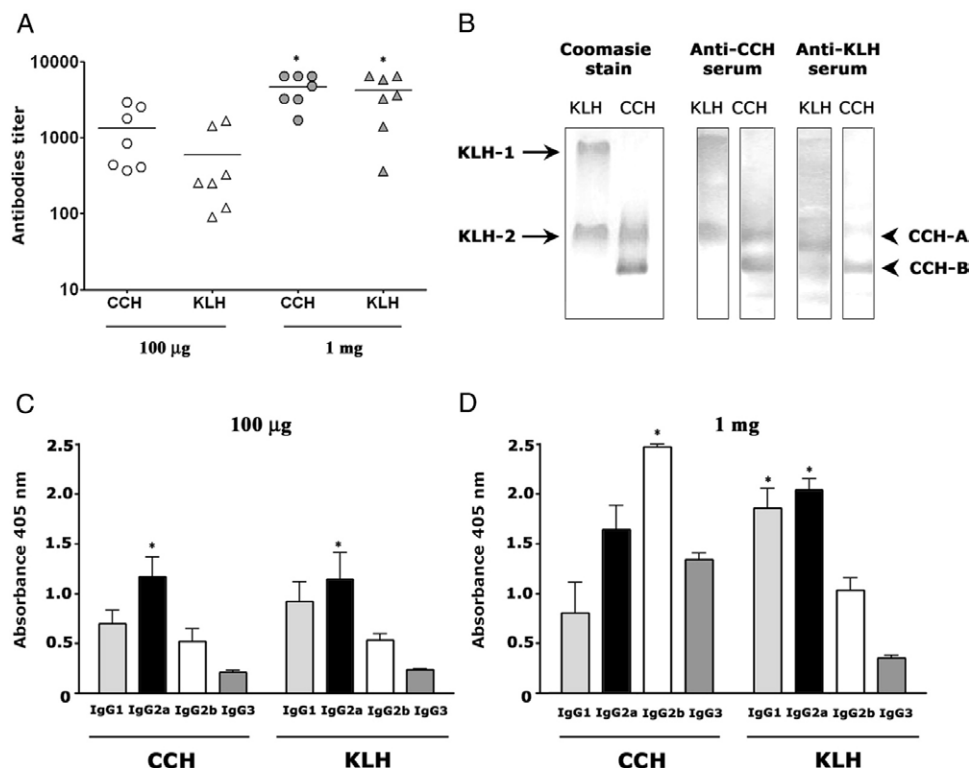 A
Antibodies titer
10000
1000
100
10
*
*
CCH KLH CCH KLH
100 µg 1 mg
B
Coomasie stain
Anti-CCH serum
Anti-KLH serum
KLH CCH KLH CCH KLH CCH
KLH-1
KLH-2
CCH-A
CCH-B
C
100 µg
Absorbance 405 nm
2.5
2.0
1.5
1.0
0.5
0
*
*
IgG1 IgG2a IgG2b IgG3 IgG1 IgG2a IgG2b IgG3
CCH KLH
D
1 mg
Absorbance 405 nm
2.5
2.0
1.5
1.0
0.5
0
*
*
*
IgG1 IgG2a IgG2b IgG3 IgG1 IgG2a IgG2b IgG3
CCH KLH